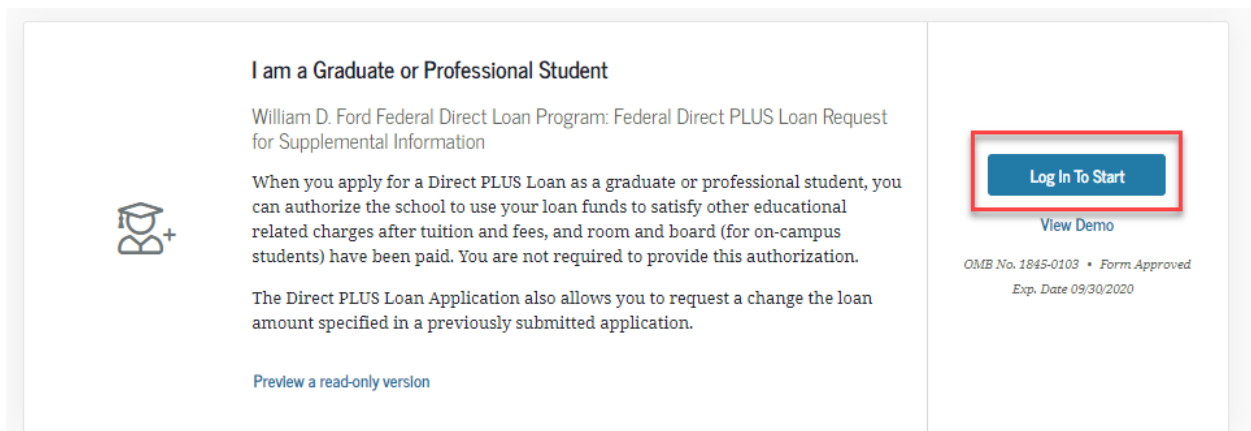 I am a Graduate or Professional Student
William D. Ford Federal Direct Loan Program: Federal Direct PLUS Loan Request
for Supplemental Information
When you apply for a Direct PLUS Loan as a graduate or professional student, you
can authorize the school to use your loan funds to satisfy other educational
related charges after tuition and fees, and room and board (for on-campus
students) have been paid. You are not required to provide this authorization.
The Direct PLUS Loan Application also allows you to request a change the loan
amount specified in a previously submitted application.
Preview a read-only version
Log In To Start
View Demo
OMB No. 1845-0103 • Form Approved
Exp. Date 09/30/2020